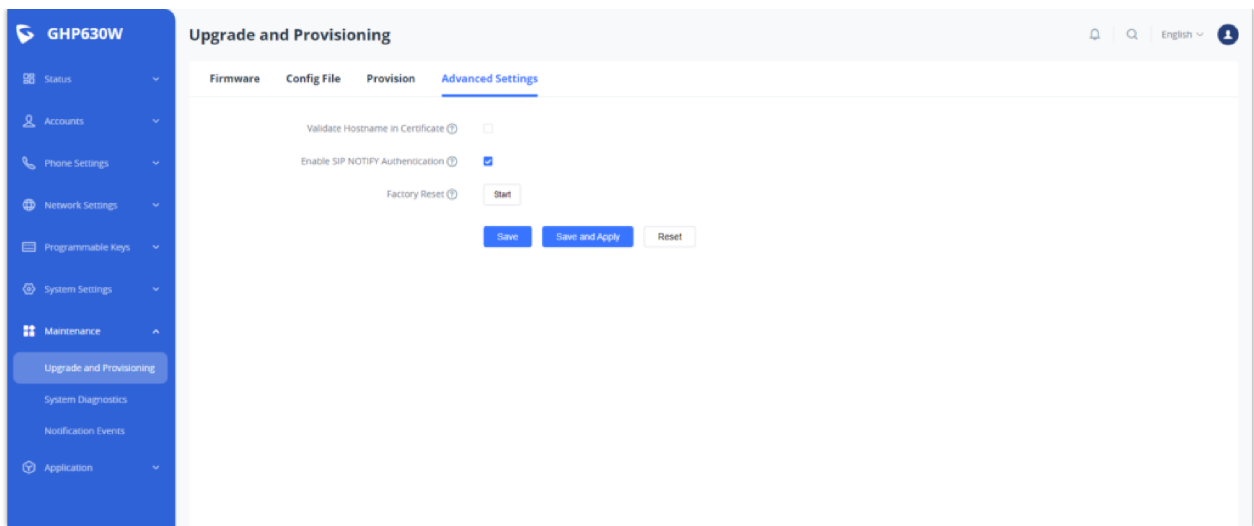 GHP630W
Upgrade and Provisioning
English
Status
Accounts
Phone Settings
Network Settings
Programmable Keys
System Settings
Maintenance
Upgrade and Provisioning
System Diagnostics
Notification Events
Application
Firmware Config File Provision Advanced Settings
Validate Hostname in Certificate
Enable SIP NOTIFY Authentication
Factory Reset Start
Save Save and Apply Reset